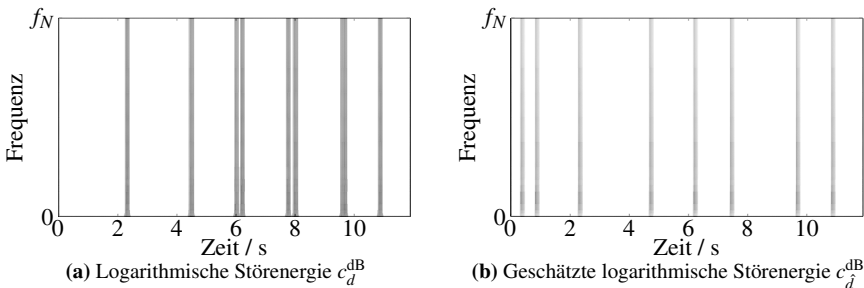 f_N
Frequenz
0
0 2 4 6 8 10
Zeit / s
(a) Logarithmische Störenergie c_d^dB
f_N
Frequenz
0
0 2 4 6 8 10
Zeit / s
(b) Geschätzte logarithmische Störenergie c_d̂^dB